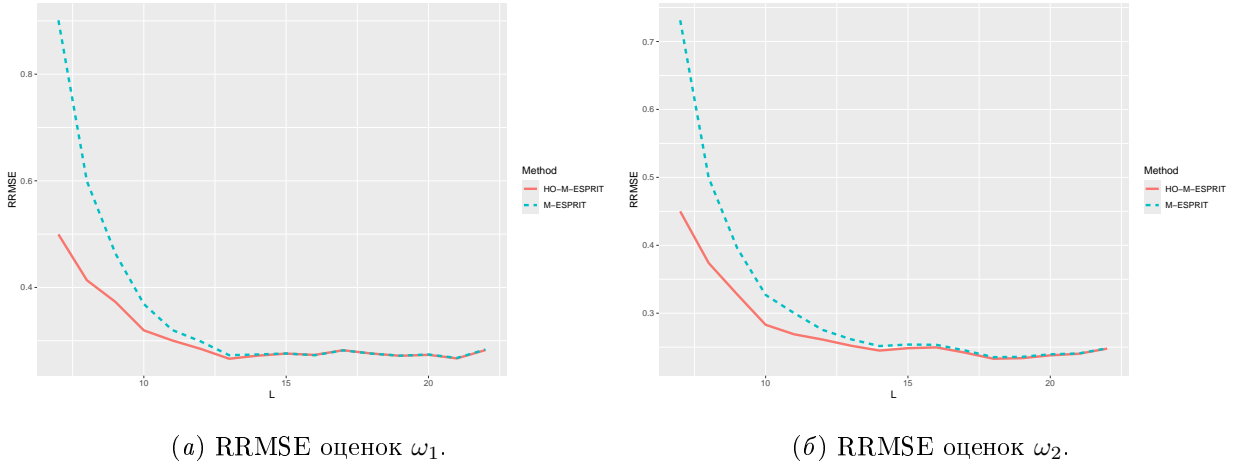 RRMSE
0.8
0.6
0.4
10
15
20
L
Method
HO−M−ESPRIT
M−ESPRIT
RRMSE
0.7
0.6
0.5
0.4
0.3
10
15
20
L
Method
HO−M−ESPRIT
M−ESPRIT
(а) RRMSE оценок ω₁.
(б) RRMSE оценок ω₂.